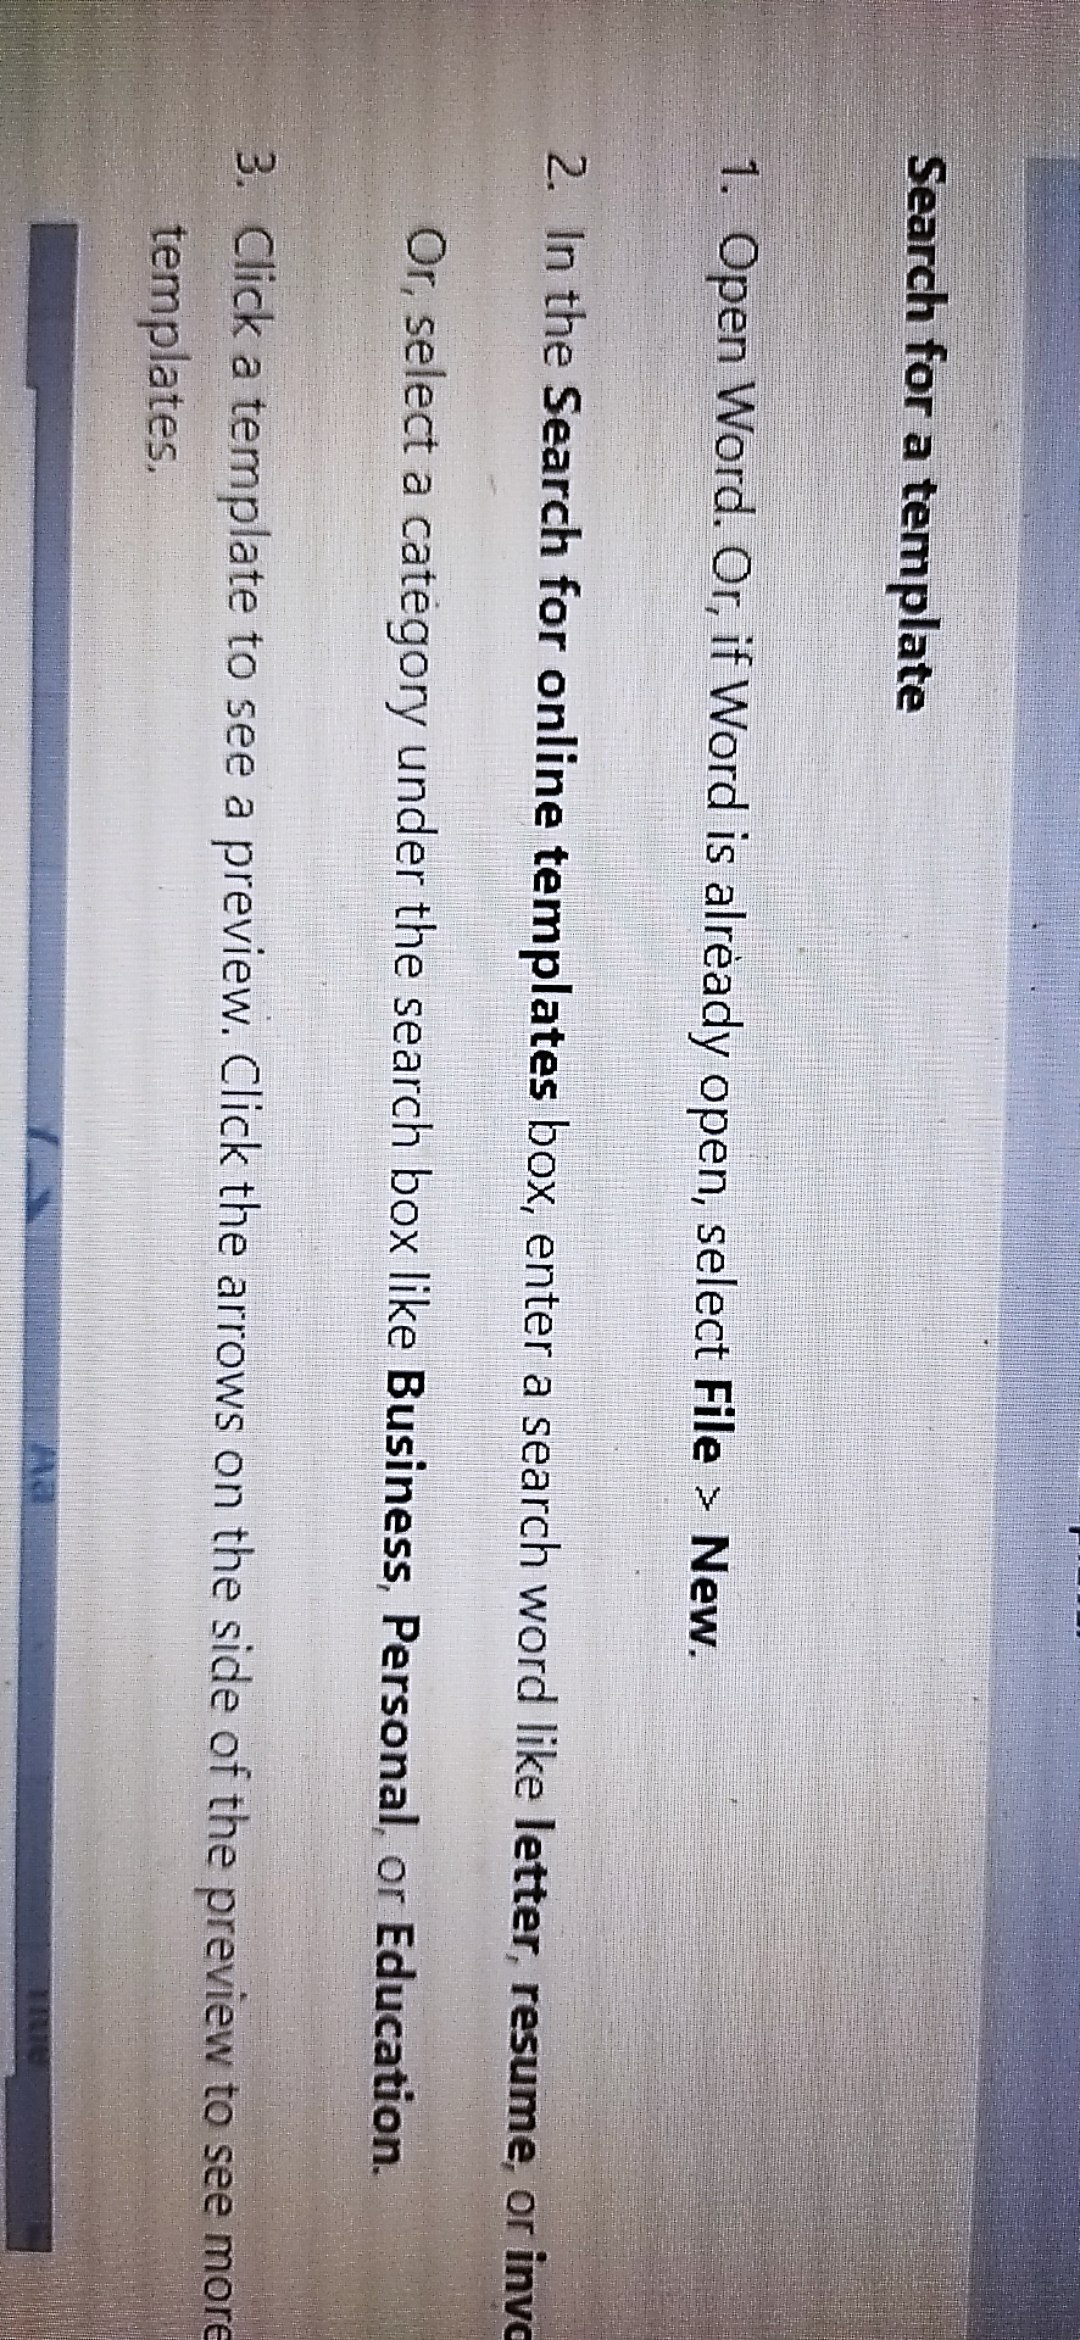 Search for a template
1. Open Word. Or, if Word is already open, select File > New.
2. In the Search for online templates box, enter a search word like letter, resume, or
Or, select a category under the search box like Business, Personal, or Education.
3. Click a template to see a preview. Click the arrows on the side of the preview to see more
templates.
Aa